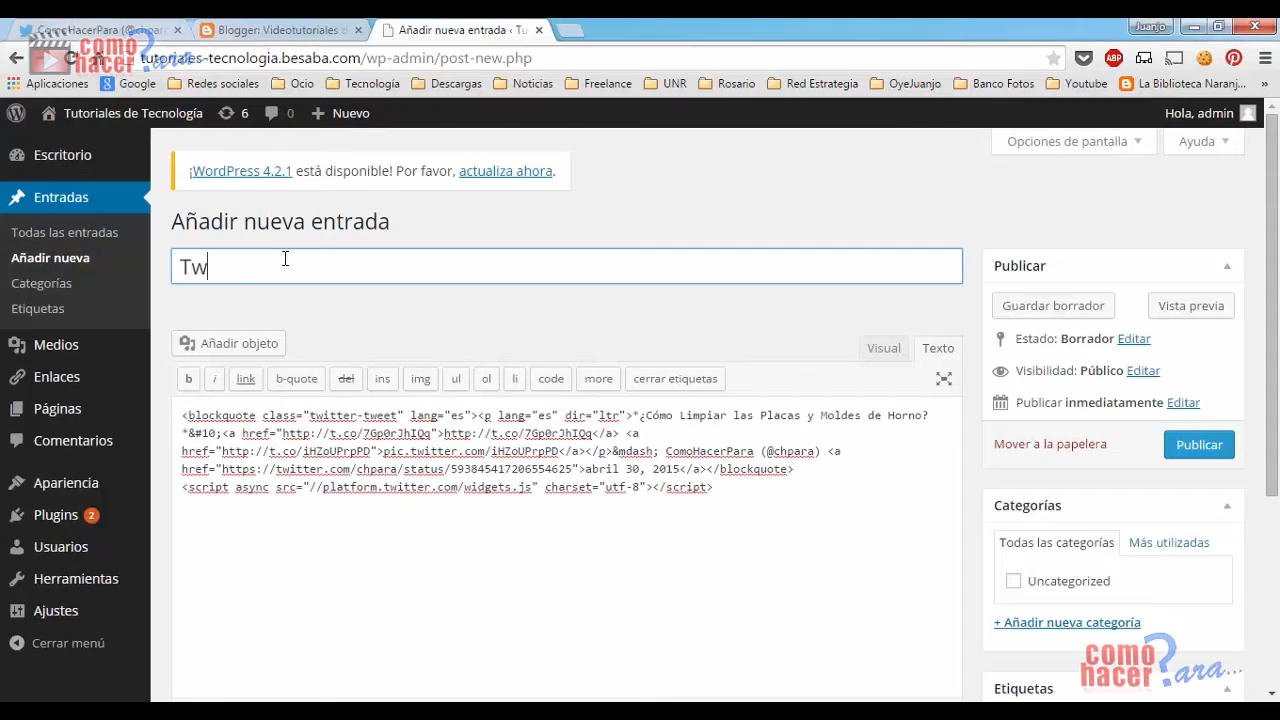 ComoHacerPara (@chpar
Blogger: Videotutoriales d
Añadir nueva entrada ‹ Tu
Juanjo
tutoriales-tecnologia.besaba.com/wp-admin/post-new.php
ABP
Aplicaciones
Google
Redes sociales
Ocio
Tecnología
Descargas
Noticias
Freelance
UNR
Rosario
Red Estrategia
OyeJuanjo
Banco Fotos
Youtube
La Biblioteca Naranj...
como
hacer
?ara...
Tutoriales de Tecnología
6
0
Nuevo
Hola, admin
Opciones de pantalla
Ayuda
Escritorio
Entradas
Todas las entradas
Añadir nueva
Categorías
Etiquetas
Medios
Enlaces
Páginas
Comentarios
Apariencia
Plugins 2
Usuarios
Herramientas
Ajustes
Cerrar menú
¡WordPress 4.2.1 está disponible! Por favor, actualiza ahora.
Añadir nueva entrada
Tw
Añadir objeto
Visual
Texto
b
i
link
b-quote
del
ins
img
ul
ol
li
code
more
cerrar etiquetas
<blockquote class="twitter-tweet" lang="es"><p lang="es" dir="ltr">*¿Cómo Limpiar las Placas y Moldes de Horno?
*&#10;<a href="http://t.co/7Gp0rJhIQq">http://t.co/7Gp0rJhIQq</a> <a
href="http://t.co/iHZoUPrpPD">pic.twitter.com/iHZoUPrpPD</a></p>&mdash; ComoHacerPara (@chpara) <a
href="https://twitter.com/chpara/status/593845417206554625">abril 30, 2015</a></blockquote>
<script async src="//platform.twitter.com/widgets.js" charset="utf-8"></script>
Publicar
Guardar borrador
Vista previa
Estado: Borrador Editar
Visibilidad: Público Editar
Publicar inmediatamente Editar
Mover a la papelera
Publicar
Categorías
Todas las categorías
Más utilizadas
Uncategorized
+ Añadir nueva categoría
Etiquetas
como
hacer
?ara...